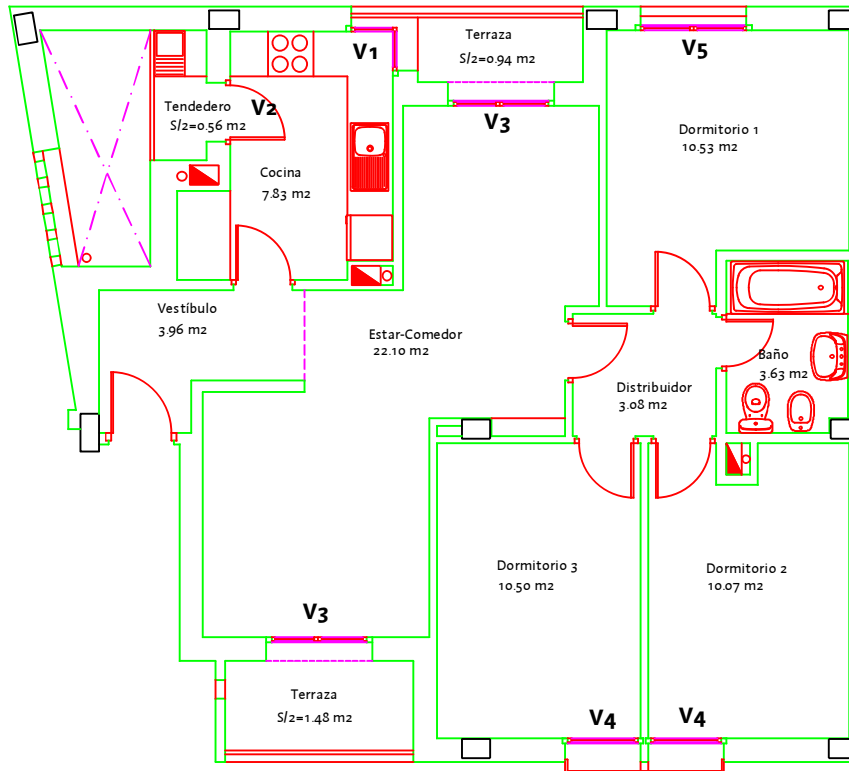 V1
Terraza
S/2=0.94 m2
V5
Tendedero
S/2=0.56 m2
V2
V3
Dormitorio 1
10.53 m2
Cocina
7.83 m2
Vestíbulo
3.96 m2
Estar-Comedor
22.10 m2
Baño
3.63 m2
Distribuidor
3.08 m2
Dormitorio 3
10.50 m2
Dormitorio 2
10.07 m2
V3
Terraza
S/2=1.48 m2
V4
V4